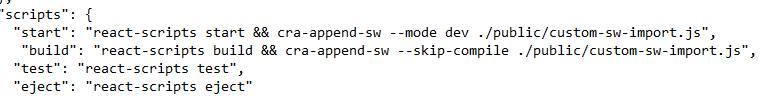 "scripts": {
"start": "react-scripts start && cra-append-sw --mode dev ./public/custom-sw-import.js",
"build": "react-scripts build && cra-append-sw --skip-compile ./public/custom-sw-import.js",
"test": "react-scripts test",
"eject": "react-scripts eject"